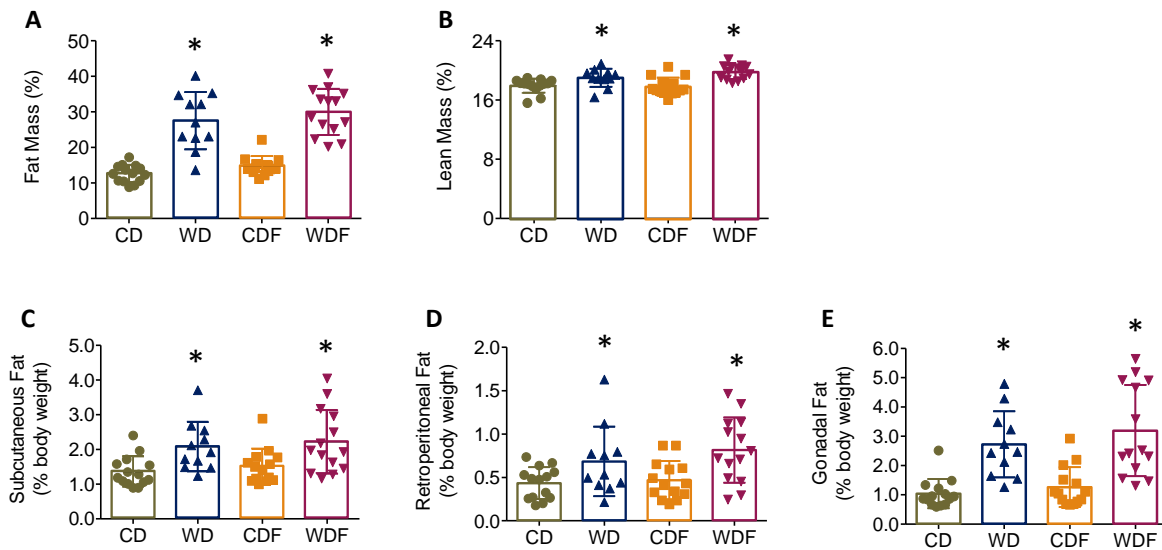 A
Fat Mass (%)
50
40
30
20
10
0
*
*
CD
WD
CDF
WDF
B
Lean Mass (%)
24
16
8
0
*
*
CD
WD
CDF
WDF
C
Subcutaneous Fat
(% body weight)
5.0
4.0
3.0
2.0
1.0
0.0
*
*
CD
WD
CDF
WDF
D
Retroperitoneal Fat
(% body weight)
2.0
1.5
1.0
0.5
0.0
*
*
CD
WD
CDF
WDF
E
Gonadal Fat
(% body weight)
6.0
5.0
4.0
3.0
2.0
1.0
0.0
*
*
CD
WD
CDF
WDF